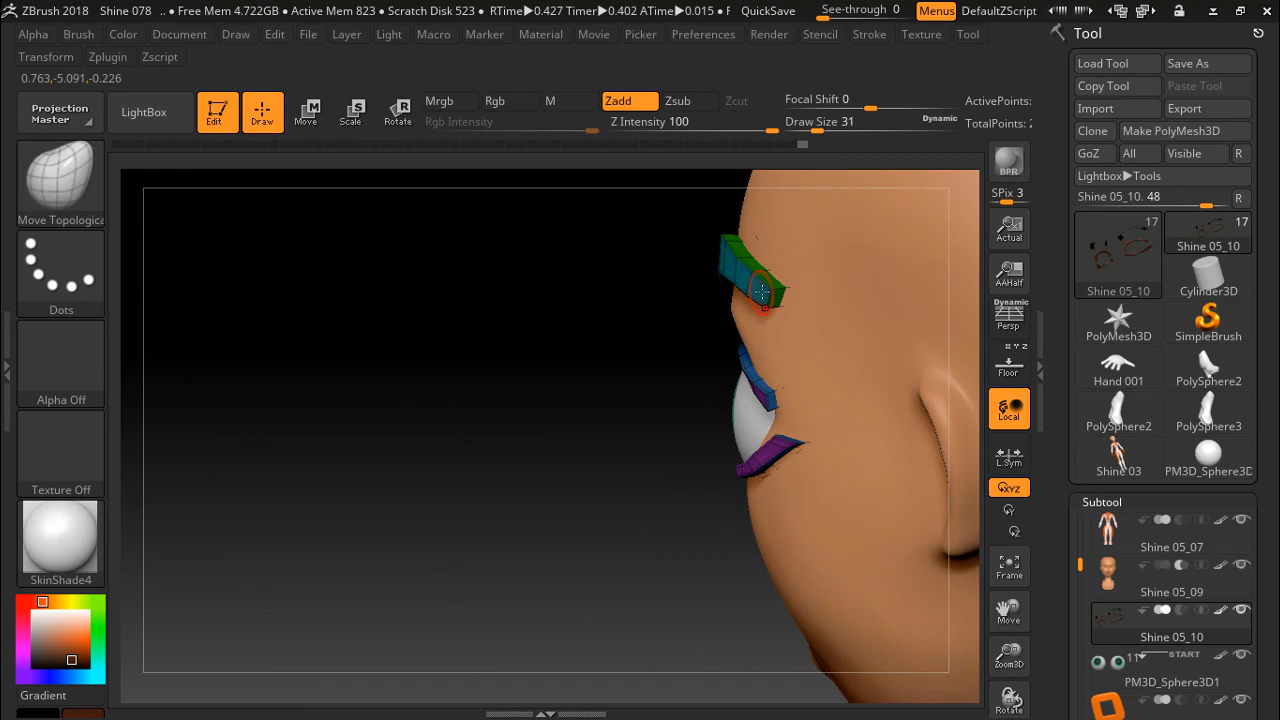 ZBrush 2018 Shine 078 .. • Free Mem 4.722GB • Active Mem 823 • Scratch Disk 523 • RTime▶0.427 Timer▶0.402 ATime▶0.015 • QuickSave See-through 0 Menus DefaultZScript
Alpha Brush Color Document Draw Edit File Layer Light Macro Marker Material Movie Picker Preferences Render Stencil Stroke Texture Tool
Transform Zplugin Zscript
0.763,-5.091,-0.226
Projection Master
LightBox
Edit Draw Move Scale Rotate
Mrgb Rgb M Zadd Zsub Zcut Focal Shift 0 ActivePoints:
Rgb Intensity Z Intensity 100 Draw Size 31 Dynamic TotalPoints:
Move Topologica
Dots
Alpha Off
Texture Off
SkinShade4
Gradient
BPR
SPix 3
Actual
AAHalf
Dynamic
Persp
X Y Z
Floor
Local
L.Sym
XYZ
Y
Z
Frame
Move
Zoom3D
Rotate
Tool
Load Tool Save As
Copy Tool Paste Tool
Import Export
Clone Make PolyMesh3D
GoZ All Visible R
Lightbox▶Tools
Shine 05_10. 48 R
17 17
Shine 05_10
Shine 05_10 Cylinder3D
PolyMesh3D SimpleBrush
Hand 001 PolySphere2
PolySphere2 PolySphere3
Shine 03 PM3D_Sphere3D
Subtool
Shine 05_07
Shine 05_09
Shine 05_10
11 START
PM3D_Sphere3D1